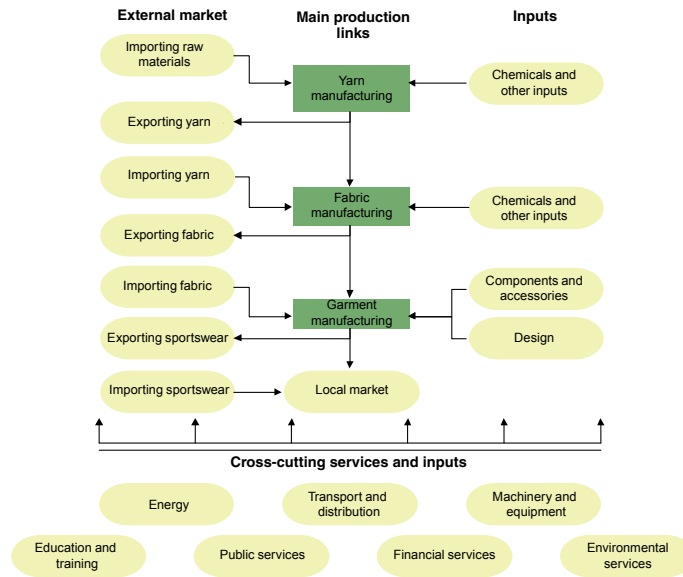 External market
Main production
links
Inputs
Importing raw
materials
Yarn
manufacturing
Chemicals and
other inputs
Exporting yarn
Importing yarn
Fabric
manufacturing
Chemicals and
other inputs
Exporting fabric
Importing fabric
Garment
manufacturing
Components and
accessories
Exporting sportswear
Design
Importing sportswear
Local market
Cross-cutting services and inputs
Energy
Transport and
distribution
Machinery and
equipment
Education and
training
Public services
Financial services
Environmental
services